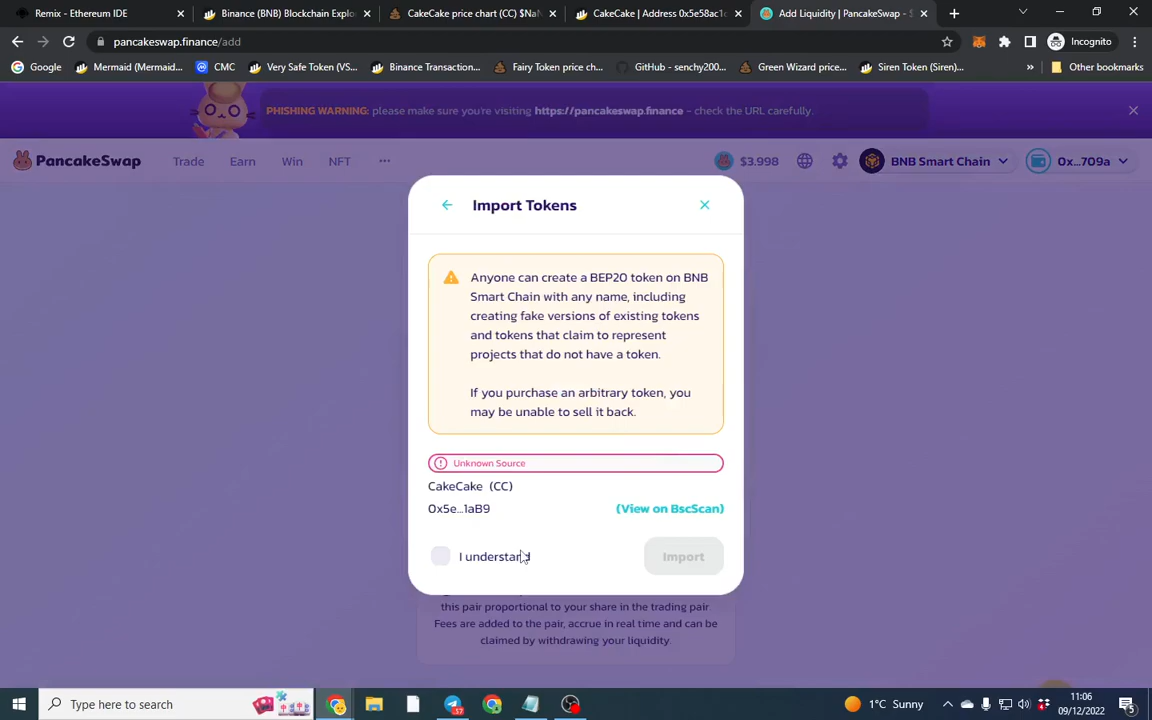 Remix - Ethereum IDE
Binance (BNB) Blockchain Explo
CakeCake price chart (CC) $NaN
CakeCake | Address 0x5e58ac1c
Add Liquidity | PancakeSwap - $
pancakeswap.finance/add
Incognito
Google
Mermaid (Mermaid...
CMC
Very Safe Token (VS...
Binance Transaction...
Fairy Token price ch...
GitHub - senchy200...
Green Wizard price...
Siren Token (Siren)...
»
Other bookmarks
PHISHING WARNING: please make sure you're visiting https://pancakeswap.finance - check the URL carefully.
PancakeSwap
Trade
Earn
Win
NFT
$3.998
BNB Smart Chain
0x...709a
Import Tokens
Anyone can create a BEP20 token on BNB
Smart Chain with any name, including
creating fake versions of existing tokens
and tokens that claim to represent
projects that do not have a token.
If you purchase an arbitrary token, you
may be unable to sell it back.
Unknown Source
CakeCake (CC)
0x5e...1aB9
(View on BscScan)
I understand
Import
this pair proportional to your share in the trading pair
Fees are added to the pair, accrue in real time and can be
claimed by withdrawing your liquidity.
Type here to search
37
1°C Sunny
11:06
09/12/2022
5